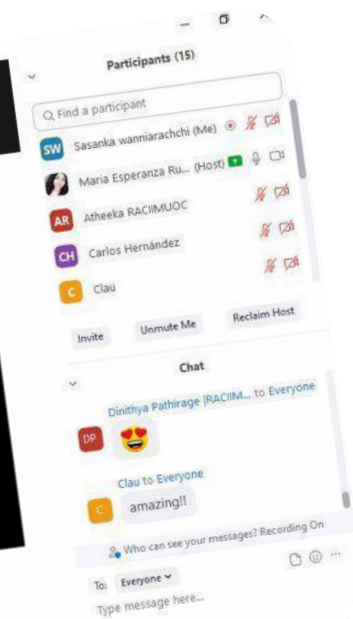 Participants (15)
Find a participant
SW Sasanka wanniarachchi (Me)
Maria Esperanza Ru... (Host)
AR Atheeka RACIIMUOC
CH Carlos Hernández
C Clau
Invite Unmute Me Reclaim Host
Chat
Dinithya Pathirage |RACIIM... to Everyone
DP
Clau to Everyone
C amazing!!
Who can see your messages? Recording On
To: Everyone
Type message here...